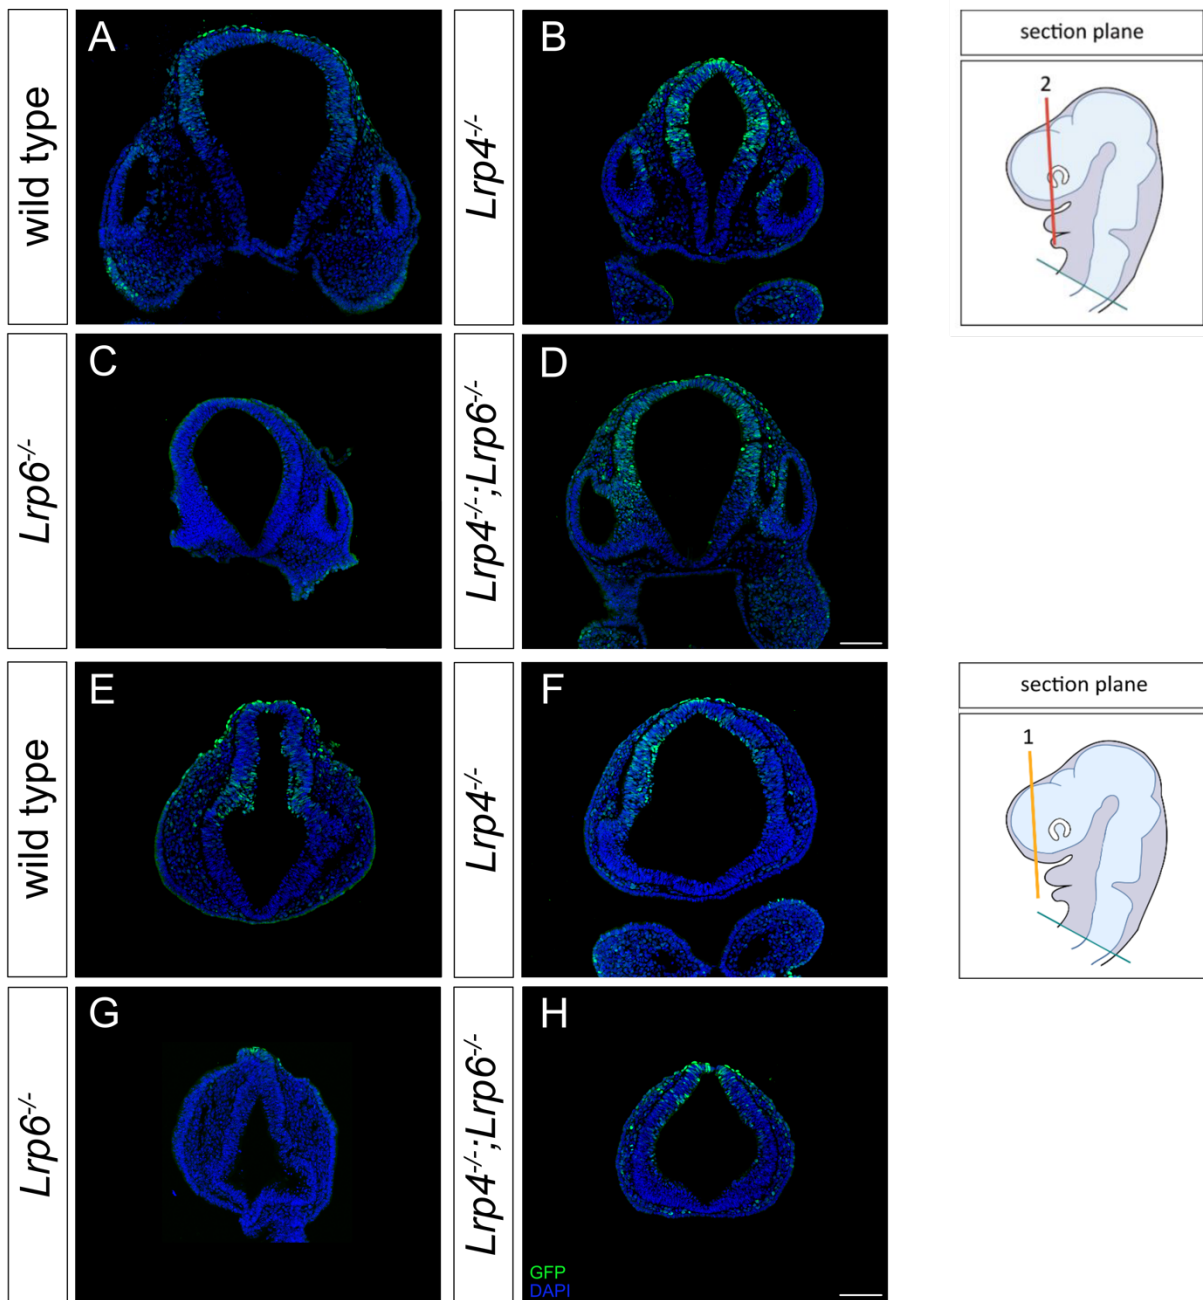 wild type
A
Lrp4-/-
B
section plane
2
Lrp6-/-
C
Lrp4-/-;Lrp6-/-
D
wild type
E
Lrp4-/-
F
section plane
1
Lrp6-/-
G
Lrp4-/-;Lrp6-/-
H
GFP
DAPI